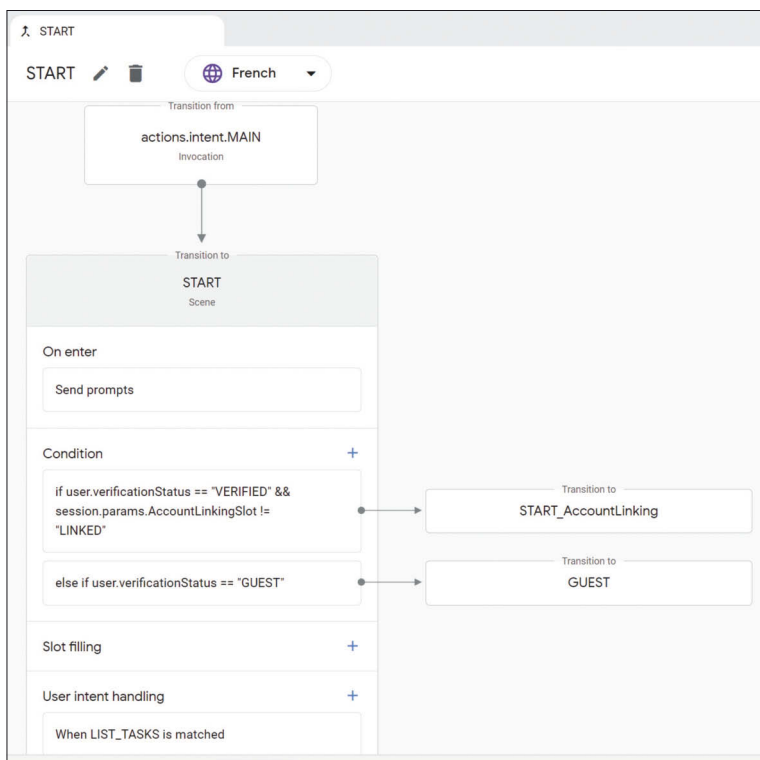 START
START
French
Transition from
actions.intent.MAIN
Invocation
Transition to
START
Scene
On enter
Send prompts
Condition
if user.verificationStatus == "VERIFIED" &&
session.params.AccountLinkingSlot !=
"LINKED"
Transition to
START_AccountLinking
else if user.verificationStatus == "GUEST"
Transition to
GUEST
Slot filling
User intent handling
When LIST_TASKS is matched